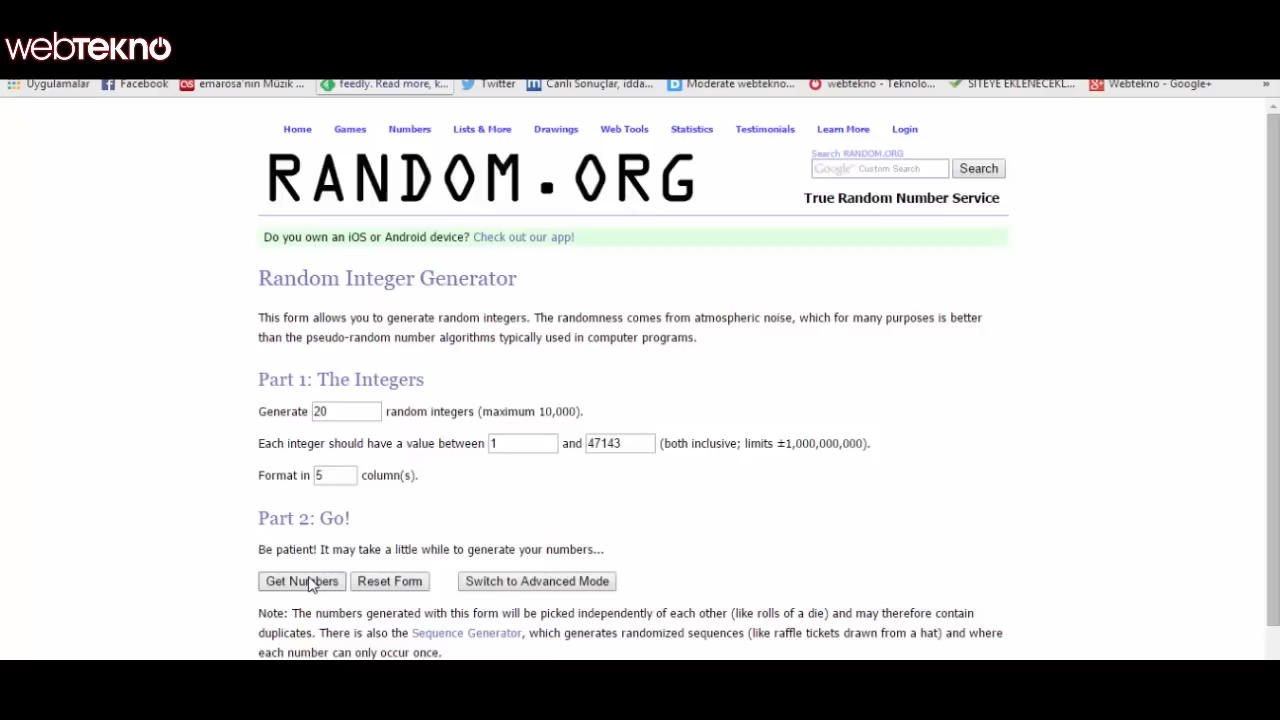 webTEKNO
Uygulamalar Facebook emarosa'nın Müzik ... feedly. Read more, k... Twitter Canlı Sonuçlar, idda... Moderate webtekno... webtekno - Teknolo... SİTEYE EKLENECEKL... Webtekno - Google+ »
Home Games Numbers Lists & More Drawings Web Tools Statistics Testimonials Learn More Login
RANDOM.ORG
Search RANDOM.ORG
Google™ Custom Search Search
True Random Number Service
Do you own an iOS or Android device? Check out our app!
Random Integer Generator
This form allows you to generate random integers. The randomness comes from atmospheric noise, which for many purposes is better
than the pseudo-random number algorithms typically used in computer programs.
Part 1: The Integers
Generate 20 random integers (maximum 10,000).
Each integer should have a value between 1 and 47143 (both inclusive; limits ±1,000,000,000).
Format in 5 column(s).
Part 2: Go!
Be patient! It may take a little while to generate your numbers...
Get Numbers Reset Form Switch to Advanced Mode
Note: The numbers generated with this form will be picked independently of each other (like rolls of a die) and may therefore contain
duplicates. There is also the Sequence Generator, which generates randomized sequences (like raffle tickets drawn from a hat) and where
each number can only occur once.